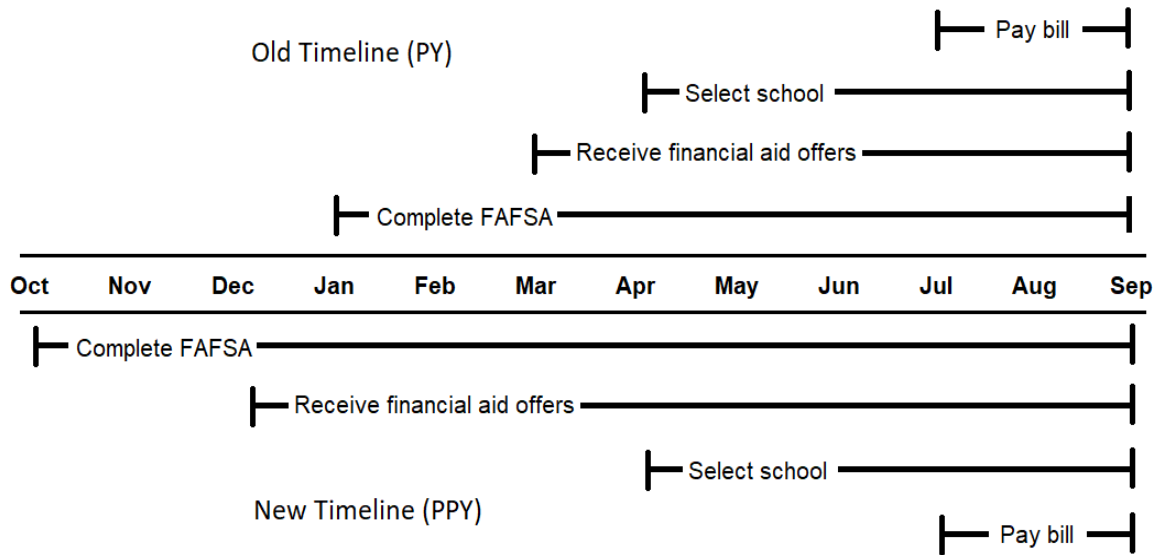 Pay bill
Old Timeline (PY)
Select school
Receive financial aid offers
Complete FAFSA
Oct Nov Dec Jan Feb Mar Apr May Jun Jul Aug Sep
Complete FAFSA
Receive financial aid offers
Select school
New Timeline (PPY)
Pay bill